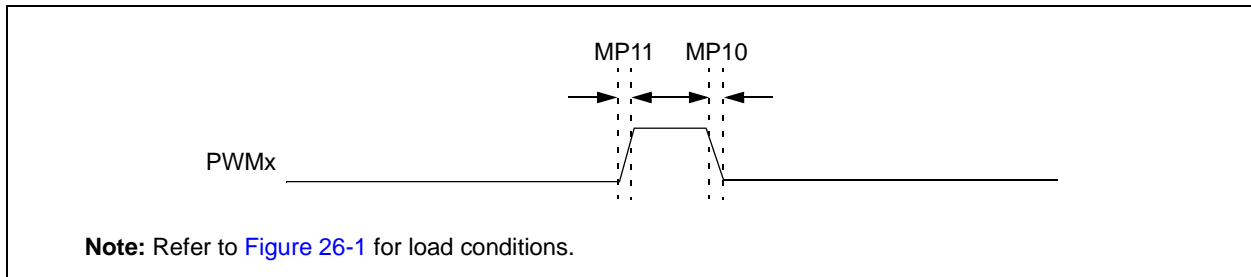 MP11 MP10
PWMx
Note: Refer to Figure 26-1 for load conditions.